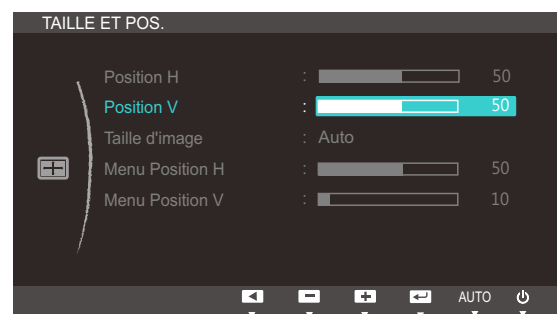 TAILLE ET POS.
Position H : 50
Position V : 50
Taille d'image : Auto
Menu Position H : 50
Menu Position V : 10
AUTO